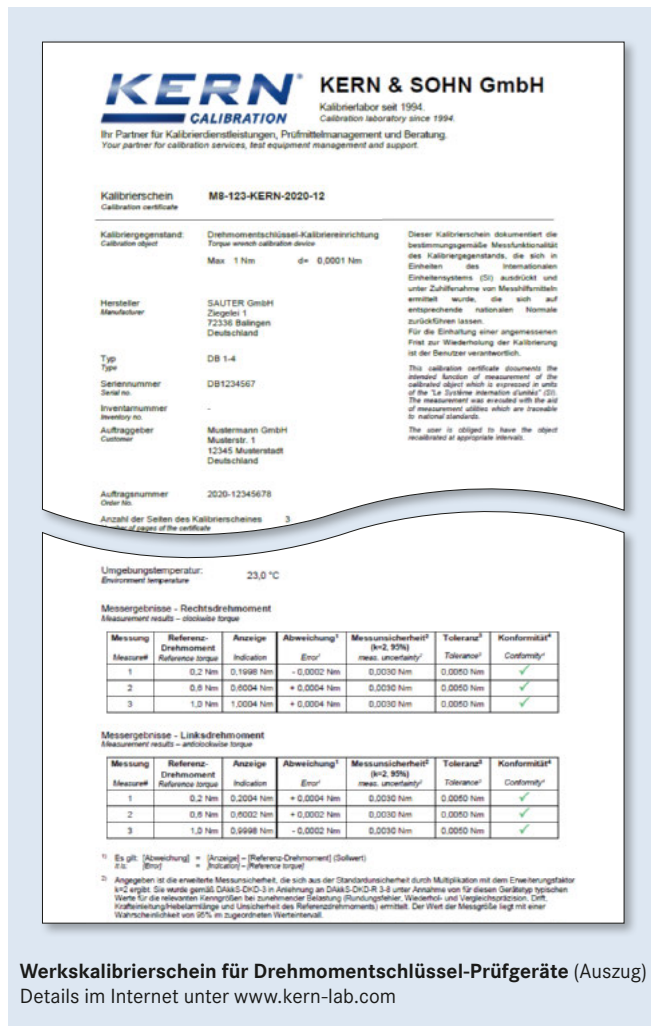 KERN
CALIBRATION
KERN & SOHN GmbH
Kalibrierlabor seit 1994.
Calibration laboratory since 1994.
Ihr Partner für Kalibrierdienstleistungen, Prüfmittelmanagement und Beratung.
Your partner for calibration services, test equipment management and support.
Kalibrierschein M8-123-KERN-2020-12
Calibration certificate
Kalibriergegenstand: Drehmomentschlüssel-Kalibriereinrichtung
Calibration object Torque wrench calibration device
Max 1 Nm d= 0,0001 Nm
Hersteller SAUTER GmbH
Manufacturer Ziegelei 1
72336 Balingen
Deutschland
Typ DB 1-4
Type
Seriennummer DB1234567
Serial no.
Inventarnummer -
Inventory no.
Auftraggeber Mustermann GmbH
Customer Musterstr. 1
12345 Musterstadt
Deutschland
Auftragsnummer 2020-12345678
Order No.
Anzahl der Seiten des Kalibrierscheines 3
number of pages of the certificate
Dieser Kalibrierschein dokumentiert die
bestimmungsgemäße Messfunktionalität
des Kalibriergegenstands, die sich in
Einheiten des Internationalen
Einheitensystems (SI) ausdrückt und
unter Zuhilfenahme von Messhilfsmitteln
ermittelt wurde, die sich auf
entsprechende nationalen Normale
zurückführen lassen.
Für die Einhaltung einer angemessenen
Frist zur Wiederholung der Kalibrierung
ist der Benutzer verantwortlich.
This calibration certificate documents the
intended function of measurement of the
calibrated object which is expressed in units
of the "Le Système internation d'unités" (SI).
The measurement was executed with the aid
of measurement utilities which are traceable
to national standards.
The user is obliged to have the object
recalibrated at appropriate intervals.
Umgebungstemperatur: 23,0 °C
Environment temperature
Messergebnisse - Rechtsdrehmoment
Measurement results – clockwise torque
Messung Referenz- Anzeige Abweichung¹ Messunsicherheit² Toleranz³ Konformität⁴
Drehmoment (k=2, 95%)
Measure# Reference torque Indication Error¹ meas. uncertainty² Tolerance³ Conformity⁴
1 0,2 Nm 0,1998 Nm - 0,0002 Nm 0,0030 Nm 0,0050 Nm ✓
2 0,6 Nm 0,6004 Nm + 0,0004 Nm 0,0030 Nm 0,0050 Nm ✓
3 1,0 Nm 1,0004 Nm + 0,0004 Nm 0,0030 Nm 0,0050 Nm ✓
Messergebnisse - Linksdrehmoment
Measurement results – anticlockwise torque
Messung Referenz- Anzeige Abweichung¹ Messunsicherheit² Toleranz³ Konformität⁴
Drehmoment (k=2, 95%)
Measure# Reference torque Indication Error¹ meas. uncertainty² Tolerance³ Conformity⁴
1 0,2 Nm 0,2004 Nm + 0,0004 Nm 0,0030 Nm 0,0050 Nm ✓
2 0,6 Nm 0,6002 Nm + 0,0002 Nm 0,0030 Nm 0,0050 Nm ✓
3 1,0 Nm 0,9998 Nm - 0,0002 Nm 0,0030 Nm 0,0050 Nm ✓
1) Es gilt: [Abweichung] = [Anzeige] – [Referenz-Drehmoment] (Sollwert)
It is: [Error] = [Indication] – [Reference torque]
2) Angegeben ist die erweiterte Messunsicherheit, die sich aus der Standardunsicherheit durch Multiplikation mit dem Erweiterungsfaktor
k=2 ergibt. Sie wurde gemäß DAkkS-DKD-3 in Anlehnung an DAkkS-DKD-R 3-8 unter Annahme von für diesen Gerätetyp typischen
Werte für die relevanten Kenngrößen bei zunehmender Belastung (Rundungsfehler, Wiederhol- und Vergleichspräzision, Drift,
Krafteinleitung/Hebelarmlänge und Unsicherheit des Referenzdrehmoments) ermittelt. Der Wert der Messgröße liegt mit einer
Wahrscheinlichkeit von 95% im zugeordneten Werteintervall.
Werkskalibrierschein für Drehmomentschlüssel-Prüfgeräte (Auszug)
Details im Internet unter www.kern-lab.com